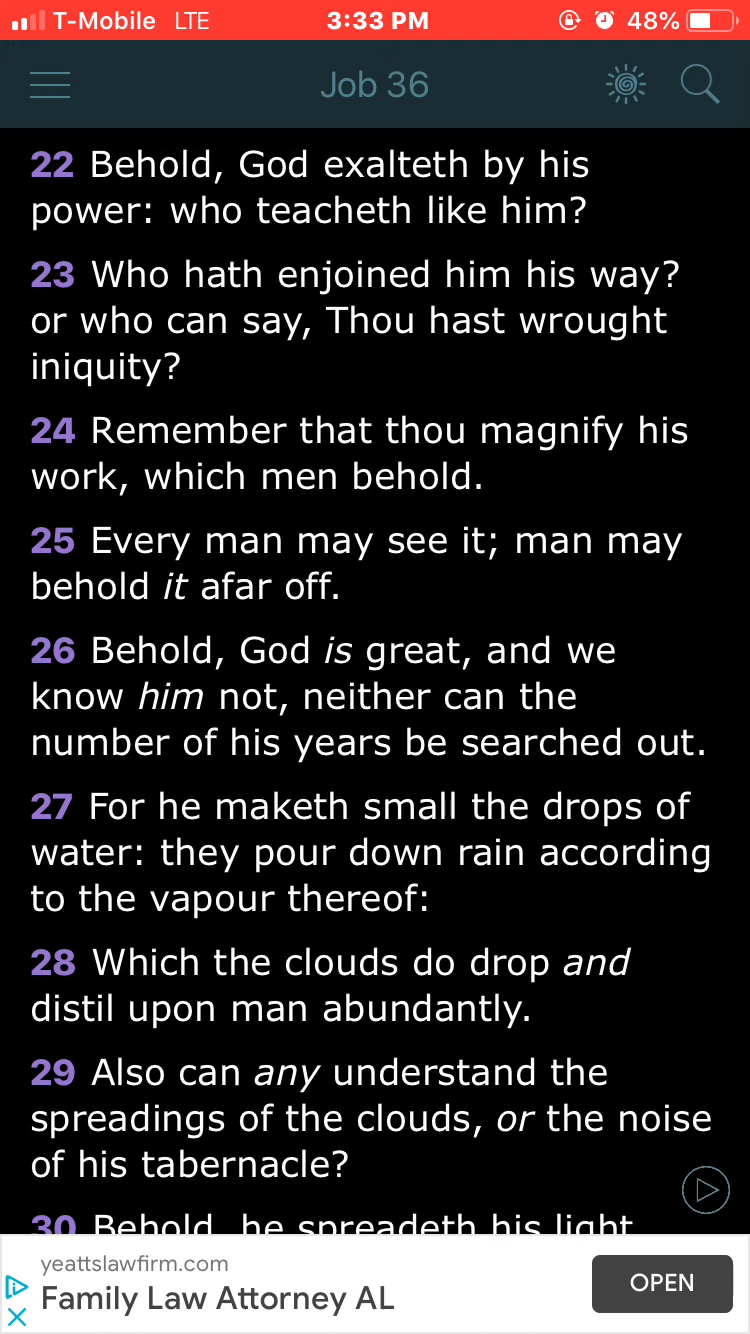 T-Mobile LTE 3:33 PM 48%
Job 36
22 Behold, God exalteth by his
power: who teacheth like him?
23 Who hath enjoined him his way?
or who can say, Thou hast wrought
iniquity?
24 Remember that thou magnify his
work, which men behold.
25 Every man may see it; man may
behold it afar off.
26 Behold, God is great, and we
know him not, neither can the
number of his years be searched out.
27 For he maketh small the drops of
water: they pour down rain according
to the vapour thereof:
28 Which the clouds do drop and
distil upon man abundantly.
29 Also can any understand the
spreadings of the clouds, or the noise
of his tabernacle?
30 Behold, he spreadeth his light
yeattslawfirm.com
Family Law Attorney AL
OPEN